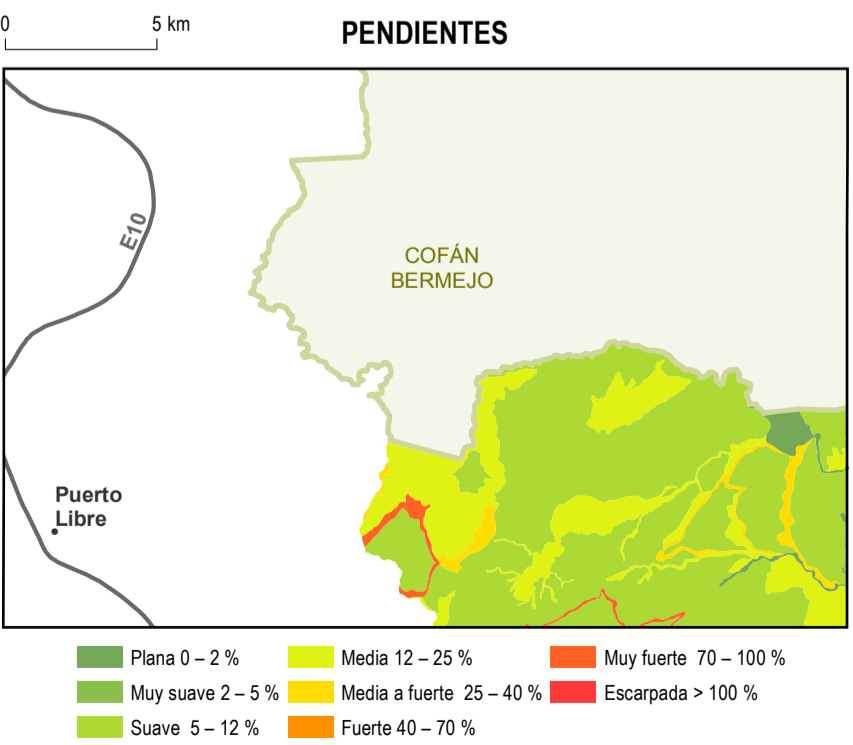 0
5 km
PENDIENTES
E10
COFÁN
BERMEJO
Puerto
Libre
Plana 0 – 2 %
Muy suave 2 – 5 %
Suave 5 – 12 %
Media 12 – 25 %
Media a fuerte 25 – 40 %
Fuerte 40 – 70 %
Muy fuerte 70 – 100 %
Escarpada > 100 %